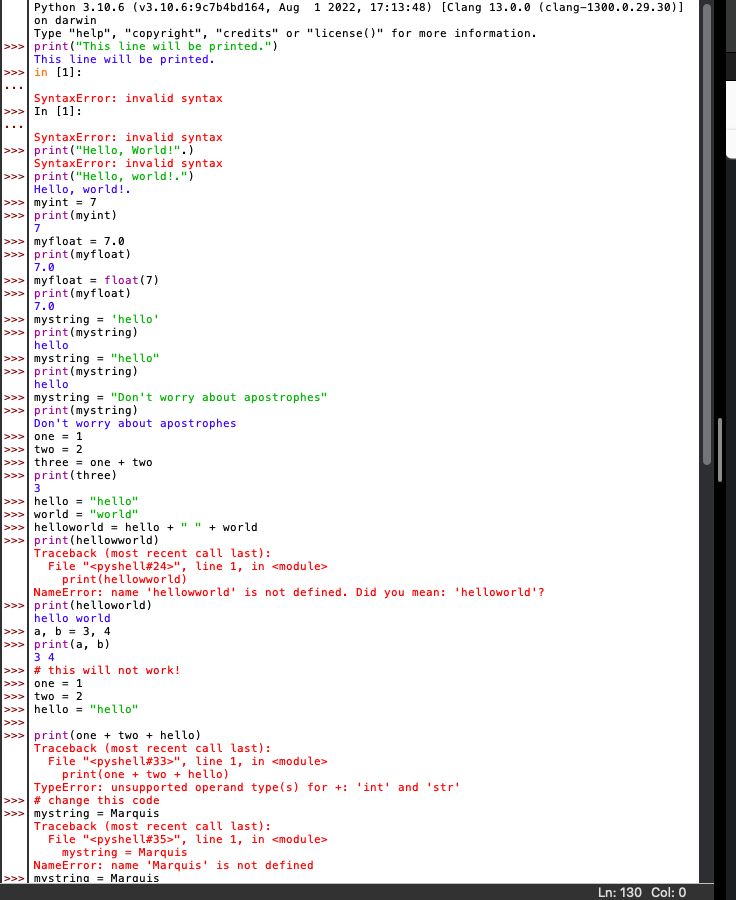 Python 3.10.6 (v3.10.6:9c7b4bd164, Aug  1 2022, 17:13:48) [Clang 13.0.0 (clang-1300.0.29.30)]
on darwin
Type "help", "copyright", "credits" or "license()" for more information.
>>> print("This line will be printed.")
This line will be printed.
>>> in [1]:
...
SyntaxError: invalid syntax
>>> In [1]:
...
SyntaxError: invalid syntax
>>> print("Hello, World!".)
SyntaxError: invalid syntax
>>> print("Hello, world!.")
Hello, world!.
>>> myint = 7
>>> print(myint)
7
>>> myfloat = 7.0
>>> print(myfloat)
7.0
>>> myfloat = float(7)
>>> print(myfloat)
7.0
>>> mystring = 'hello'
>>> print(mystring)
hello
>>> mystring = "hello"
>>> print(mystring)
hello
>>> mystring = "Don't worry about apostrophes"
>>> print(mystring)
Don't worry about apostrophes
>>> one = 1
>>> two = 2
>>> three = one + two
>>> print(three)
3
>>> hello = "hello"
>>> world = "world"
>>> helloworld = hello + " " + world
>>> print(hellowworld)
Traceback (most recent call last):
  File "<pyshell#24>", line 1, in <module>
    print(hellowworld)
NameError: name 'hellowworld' is not defined. Did you mean: 'helloworld'?
>>> print(helloworld)
hello world
>>> a, b = 3, 4
>>> print(a, b)
3 4
>>> # this will not work!
>>> one = 1
>>> two = 2
>>> hello = "hello"
>>>
>>> print(one + two + hello)
Traceback (most recent call last):
  File "<pyshell#33>", line 1, in <module>
    print(one + two + hello)
TypeError: unsupported operand type(s) for +: 'int' and 'str'
>>> # change this code
>>> mystring = Marquis
Traceback (most recent call last):
  File "<pyshell#35>", line 1, in <module>
    mystring = Marquis
NameError: name 'Marquis' is not defined
>>> mystring = Marquis
Ln: 130  Col: 0